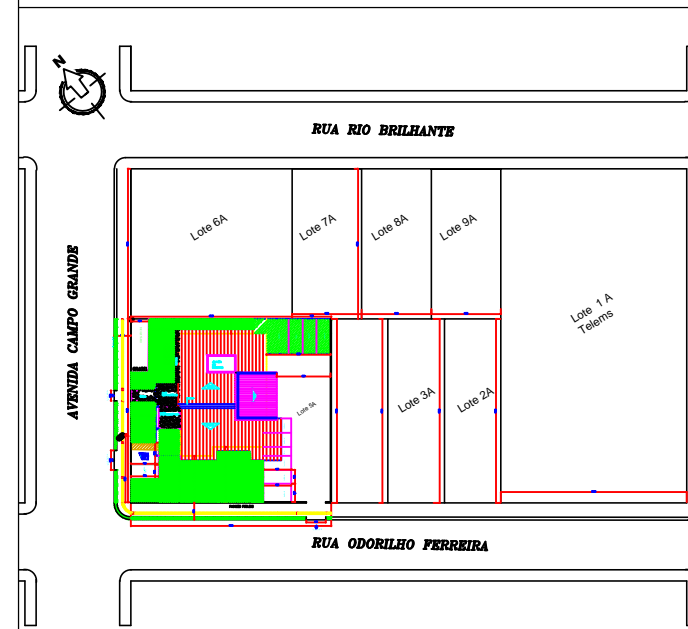 N
RUA RIO BRILHANTE
Lote 6A
Lote 7A
Lote 8A
Lote 9A
AVENIDA CAMPO GRANDE
Lote 1 A
Telems
Lote 3A
Lote 2A
Lote 5A
RUA ODORILHO FERREIRA